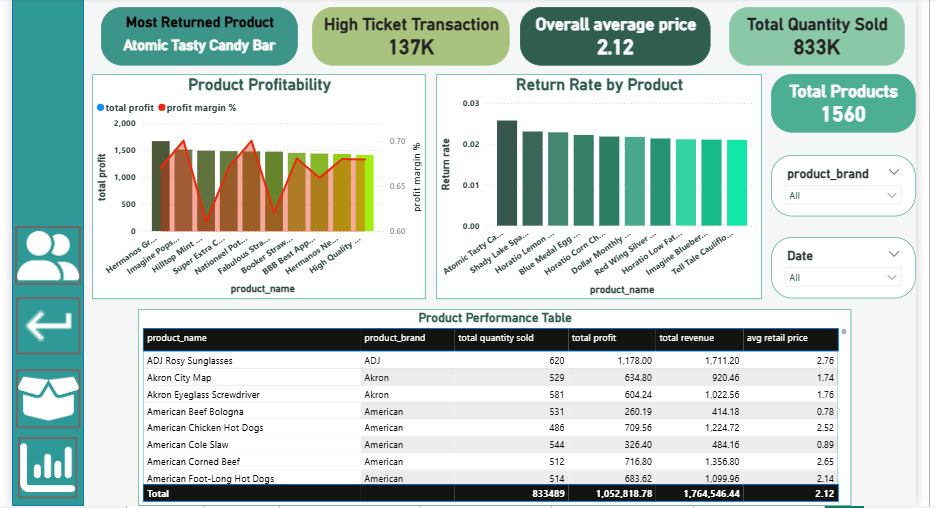 Most Returned Product
Atomic Tasty Candy Bar
High Ticket Transaction
137K
Overall average price
2.12
Total Quantity Sold
833K
Product Profitability
total profit profit margin %
total profit
2,000
1,500
1,000
500
0
0.70
0.65
0.60
profit margin %
Hermanos Gr...
Imagine Pops...
Hilltop Mint ...
Super Extra C...
Nationeel Pot...
Fabulous Stra...
Booker Straw...
BBB Best App...
Hermanos Ne...
High Quality ...
product_name
Return Rate by Product
Return rate
0.03
0.02
0.01
0.00
Atomic Tasty Ca...
Shady Lake Spa...
Horatio Lemon ...
Blue Medal Egg ...
Horatio Corn Ch...
Dollar Monthly ...
Red Wing Silver ...
Horatio Low Fat...
Imagine Blueber...
Tell Tale Cauliflo...
product_name
Total Products
1560
product_brand
All
Date
All
Product Performance Table
product_name product_brand total quantity sold total profit total revenue avg retail price
ADJ Rosy Sunglasses ADJ 620 1,178.00 1,711.20 2.76
Akron City Map Akron 529 634.80 920.46 1.74
Akron Eyeglass Screwdriver Akron 581 604.24 1,022.56 1.76
American Beef Bologna American 531 260.19 414.18 0.78
American Chicken Hot Dogs American 486 709.56 1,224.72 2.52
American Cole Slaw American 544 326.40 484.16 0.89
American Corned Beef American 512 716.80 1,356.80 2.65
American Foot-Long Hot Dogs American 514 683.62 1,099.96 2.14
Total 833489 1,052,818.78 1,764,546.44 2.12